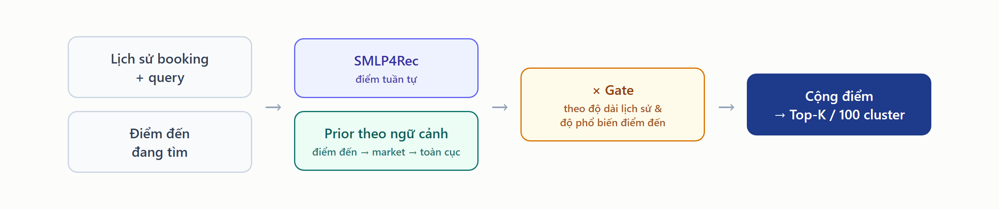 Lịch sử booking
+ query
Điểm đến
đang tìm
→
SMLP4Rec
điểm tuần tự
Prior theo ngữ cảnh
điểm đến → market → toàn cục
→
× Gate
theo độ dài lịch sử &
độ phổ biến điểm đến
→
Cộng điểm
→ Top-K / 100 cluster